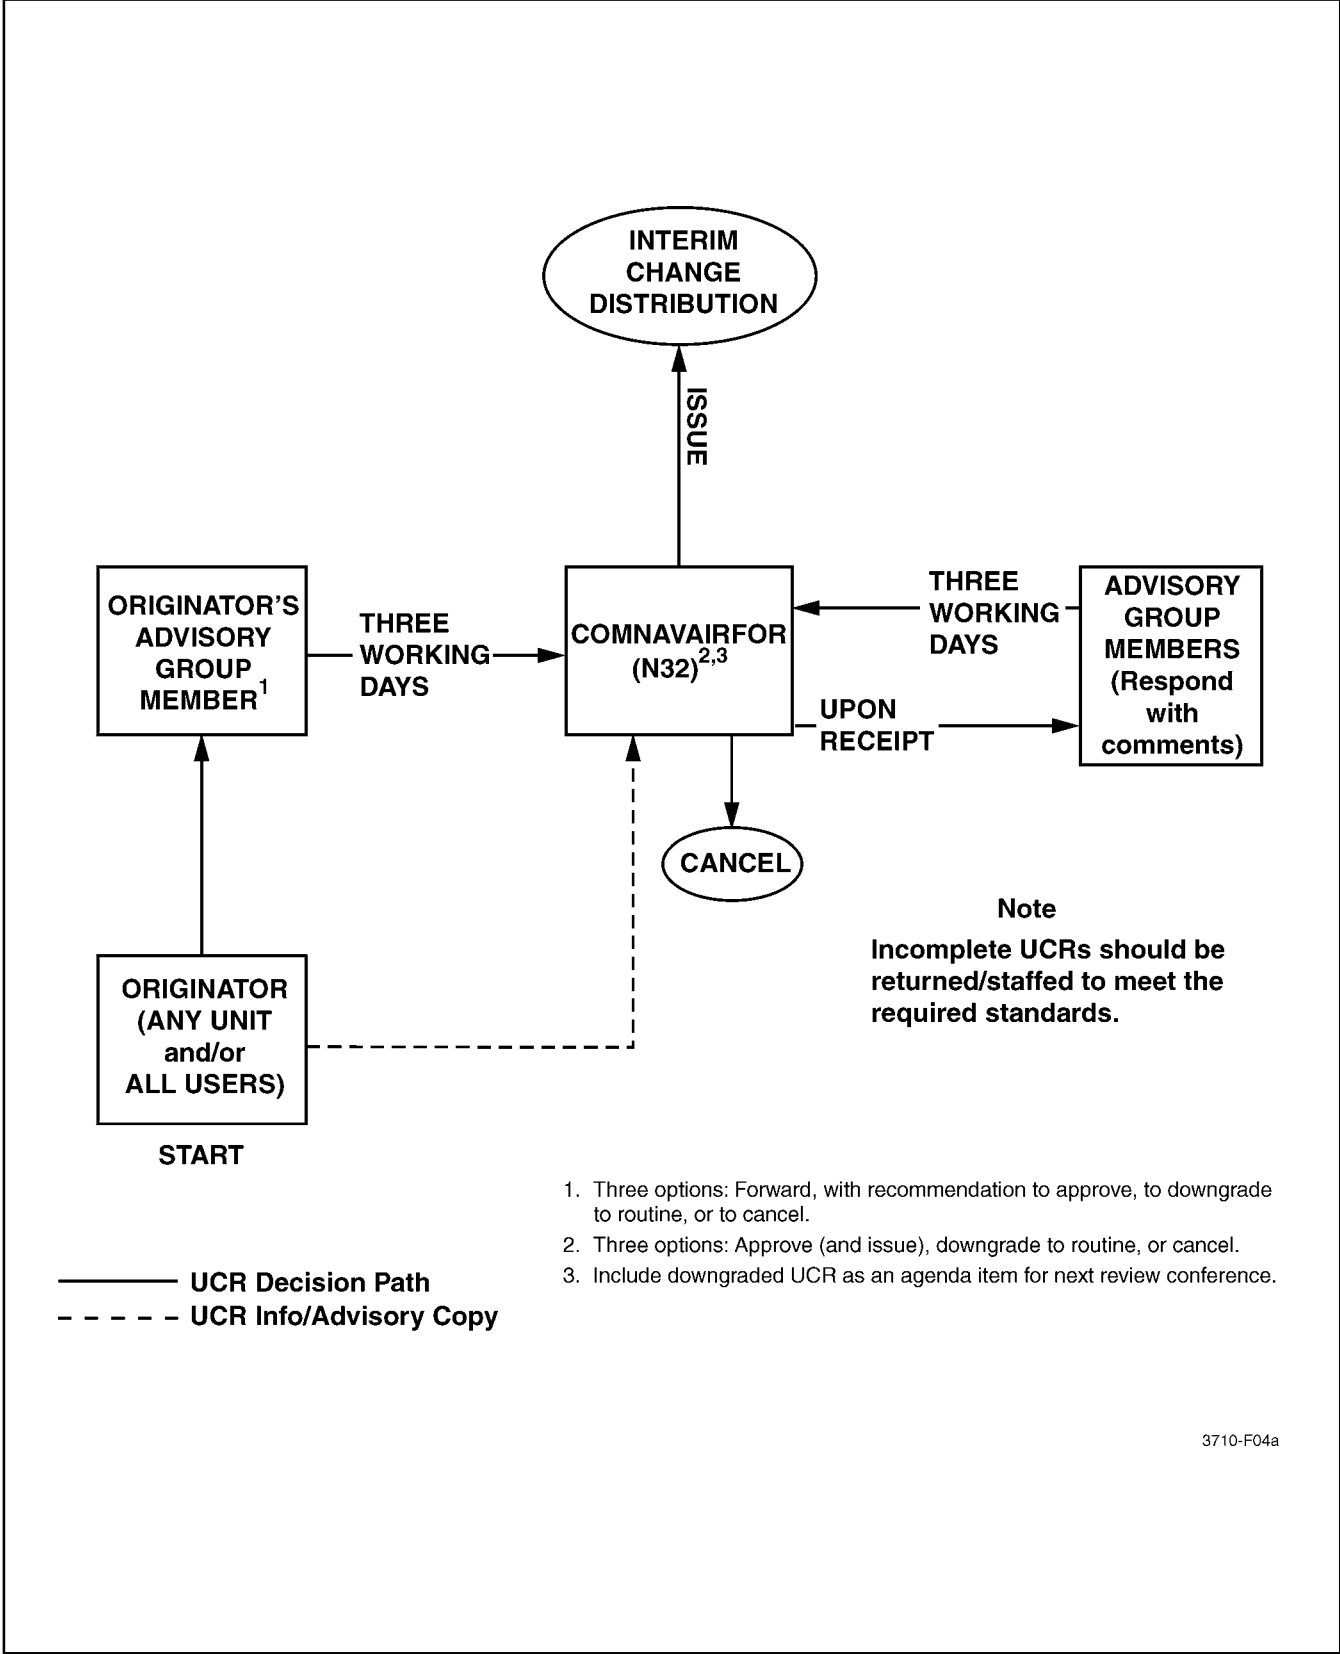 INTERIM
CHANGE
DISTRIBUTION
ISSUE
ORIGINATOR'S
ADVISORY
GROUP
MEMBER1
THREE
WORKING
DAYS
COMNAVAIRFOR
(N32)2,3
THREE
WORKING
DAYS
UPON
RECEIPT
ADVISORY
GROUP
MEMBERS
(Respond
with
comments)
CANCEL
Note
Incomplete UCRs should be
returned/staffed to meet the
required standards.
ORIGINATOR
(ANY UNIT
and/or
ALL USERS)
START
1. Three options: Forward, with recommendation to approve, to downgrade
to routine, or to cancel.
2. Three options: Approve (and issue), downgrade to routine, or cancel.
3. Include downgraded UCR as an agenda item for next review conference.
UCR Decision Path
UCR Info/Advisory Copy
3710-F04a